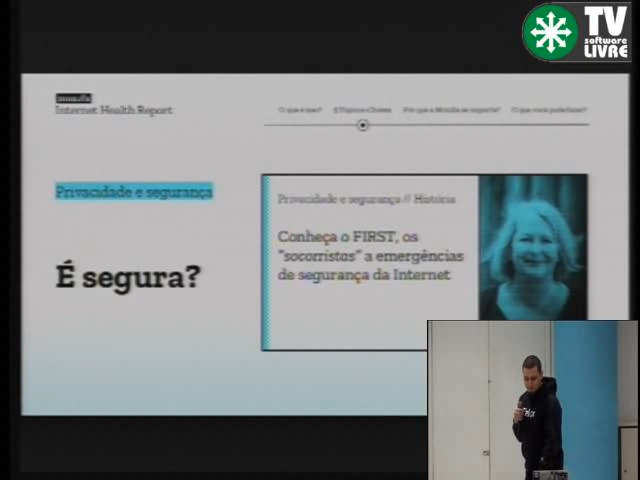 TV
software
LIVRE
mozilla
Internet Health Report
O que é isso?
5 Tópicos-Chaves
Por que a Mozilla se importa?
O que você pode fazer?
Privacidade e segurança
É segura?
Privacidade e segurança // História
Conheça o FIRST, os
"socorristas" a emergências
de segurança da Internet